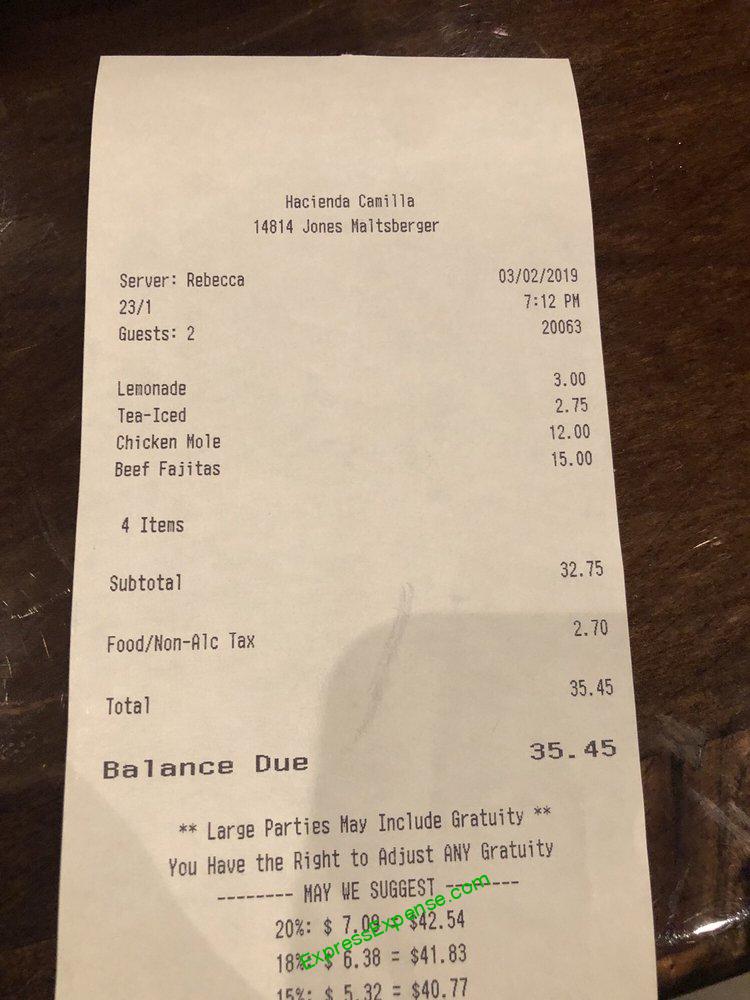 Hacienda Camilla
14814 Jones Maltsberger
Server: Rebecca 03/02/2019
23/1 7:12 PM
Guests: 2 20063
Lemonade 3.00
Tea-Iced 2.75
Chicken Mole 12.00
Beef Fajitas 15.00
4 Items
Subtotal 32.75
Food/Non-Alc Tax 2.70
Total 35.45
Balance Due 35.45
** Large Parties May Include Gratuity **
You Have the Right to Adjust ANY Gratuity
-------- MAY WE SUGGEST --------
20%: $ 7.09 = $42.54
18%: $ 6.38 = $41.83
15%: $ 5.32 = $40.77
ExpressExpense.com